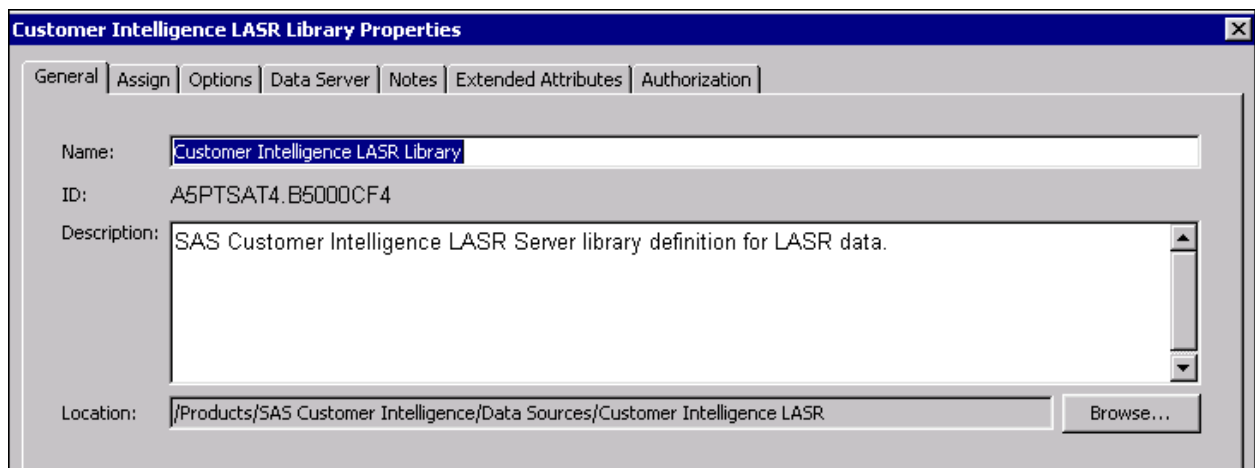 Customer Intelligence LASR Library Properties
General Assign Options Data Server Notes Extended Attributes Authorization
Name: Customer Intelligence LASR Library
ID: A5PTSAT4.B5000CF4
Description: SAS Customer Intelligence LASR Server library definition for LASR data.
Location: /Products/SAS Customer Intelligence/Data Sources/Customer Intelligence LASR Browse...